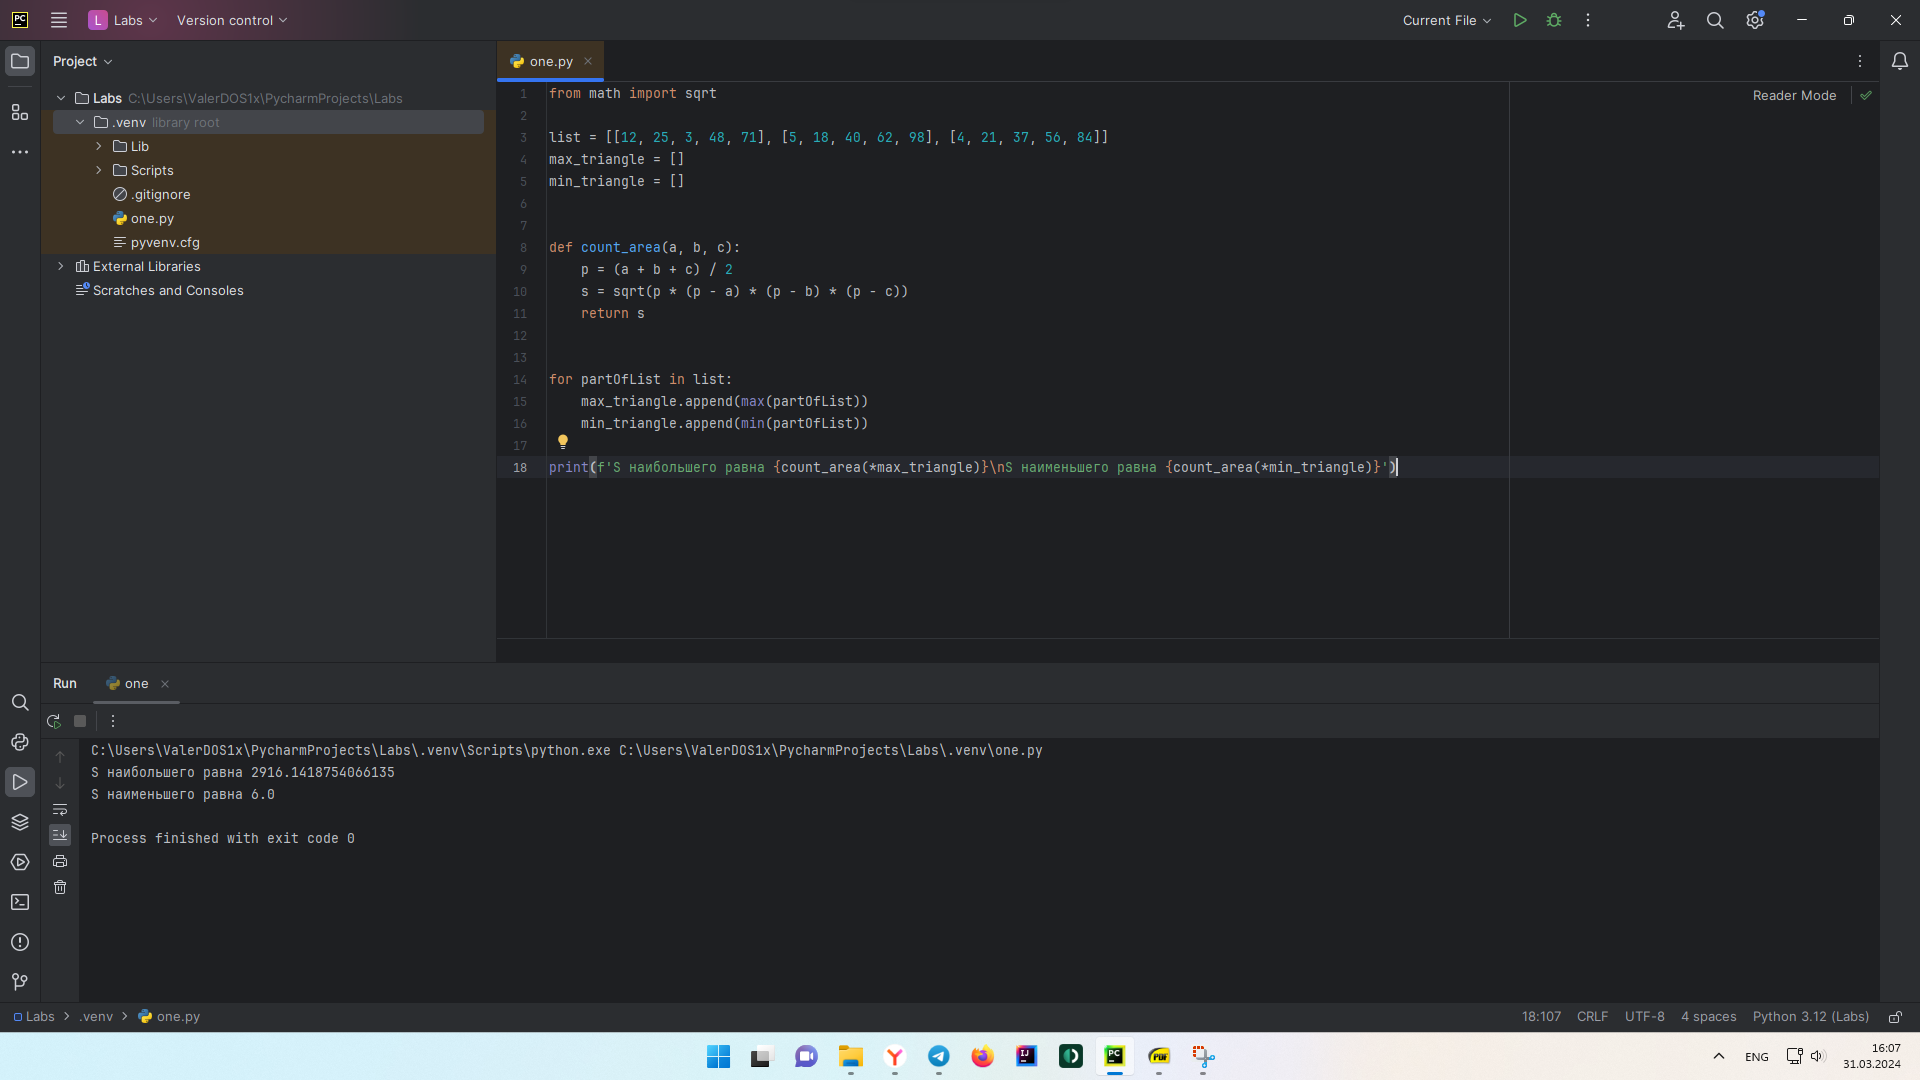 PC L Labs Version control Current File
Project
Labs C:\Users\ValerDOS1x\PycharmProjects\Labs
.venv library root
Lib
Scripts
.gitignore
one.py
pyvenv.cfg
External Libraries
Scratches and Consoles
one.py
Reader Mode
1 from math import sqrt
2
3 list = [[12, 25, 3, 48, 71], [5, 18, 40, 62, 98], [4, 21, 37, 56, 84]]
4 max_triangle = []
5 min_triangle = []
6
7
8 def count_area(a, b, c):
9 p = (a + b + c) / 2
10 s = sqrt(p * (p - a) * (p - b) * (p - c))
11 return s
12
13
14 for partOfList in list:
15 max_triangle.append(max(partOfList))
16 min_triangle.append(min(partOfList))
17
18 print(f'S наибольшего равна {count_area(*max_triangle)}\nS наименьшего равна {count_area(*min_triangle)}')
Run one
C:\Users\ValerDOS1x\PycharmProjects\Labs\.venv\Scripts\python.exe C:\Users\ValerDOS1x\PycharmProjects\Labs\.venv\one.py
S наибольшего равна 2916.1418754066135
S наименьшего равна 6.0
Process finished with exit code 0
Labs .venv one.py 18:107 CRLF UTF-8 4 spaces Python 3.12 (Labs)
IJ PC PDF ENG 16:07
31.03.2024